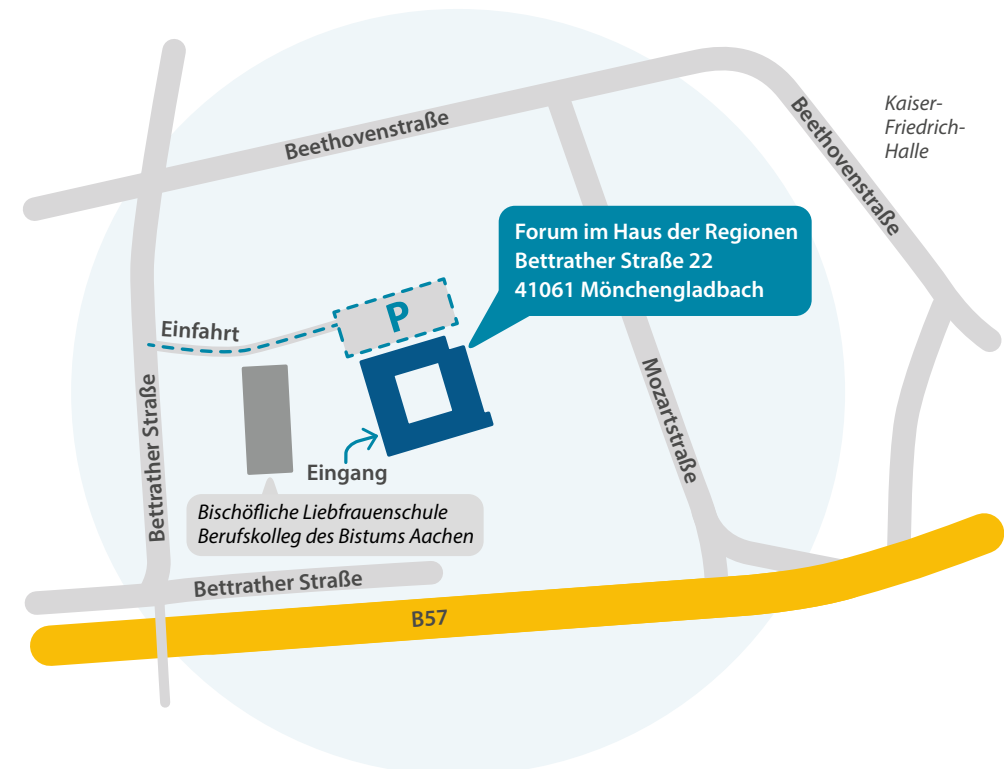 Beethovenstraße
Beethovenstraße
Kaiser-
Friedrich-
Halle
Forum im Haus der Regionen
Bettrather Straße 22
41061 Mönchengladbach
P
Einfahrt
Mozartstraße
Bettrather Straße
Eingang
Bischöfliche Liebfrauenschule
Berufskolleg des Bistums Aachen
Bettrather Straße
B57